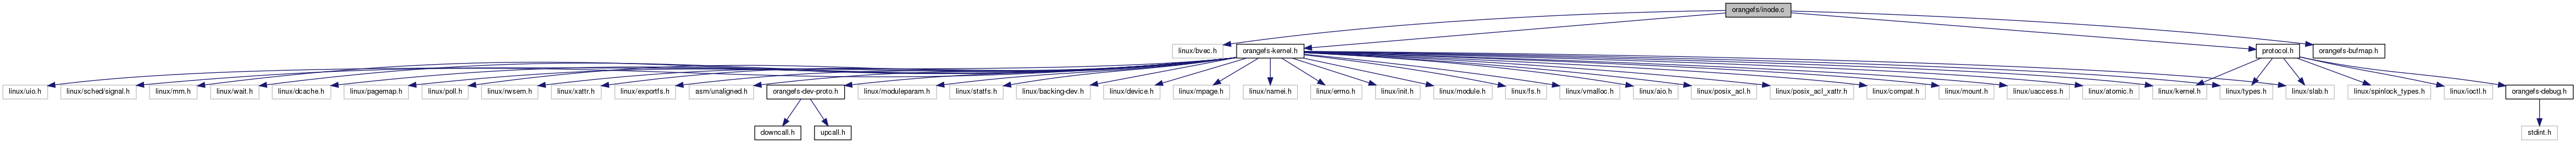 orangefs/inode.c
linux/bvec.h
orangefs-kernel.h
protocol.h
orangefs-bufmap.h
linux/uio.h
linux/sched/signal.h
linux/mm.h
linux/wait.h
linux/dcache.h
linux/pagemap.h
linux/poll.h
linux/rwsem.h
linux/xattr.h
linux/exportfs.h
asm/unaligned.h
orangefs-dev-proto.h
linux/moduleparam.h
linux/statfs.h
linux/backing-dev.h
linux/device.h
linux/mpage.h
linux/namei.h
linux/errno.h
linux/init.h
linux/module.h
linux/fs.h
linux/vmalloc.h
linux/aio.h
linux/posix_acl.h
linux/posix_acl_xattr.h
linux/compat.h
linux/mount.h
linux/uaccess.h
linux/atomic.h
linux/kernel.h
linux/types.h
linux/slab.h
linux/spinlock_types.h
linux/ioctl.h
orangefs-debug.h
downcall.h
upcall.h
stdint.h